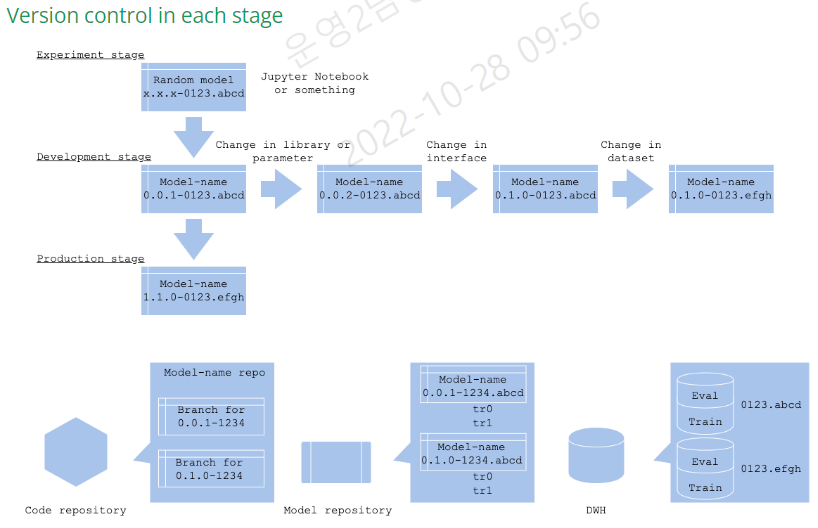 Version control in each stage
운영2팀
2022-10-28 09:56
Experiment stage
Random model
x.x.x-0123.abcd
Jupyter Notebook
or something
Development stage
Change in library or
parameter
Change in
interface
Change in
dataset
Model-name
0.0.1-0123.abcd
Model-name
0.0.2-0123.abcd
Model-name
0.1.0-0123.abcd
Model-name
0.1.0-0123.efgh
Production stage
Model-name
1.1.0-0123.efgh
Model-name repo
Branch for
0.0.1-1234
Branch for
0.1.0-1234
Code repository
Model-name
0.0.1-1234.abcd
tr0
tr1
Model-name
0.1.0-1234.abcd
tr0
tr1
Model repository
Eval
Train
0123.abcd
Eval
Train
0123.efgh
DWH